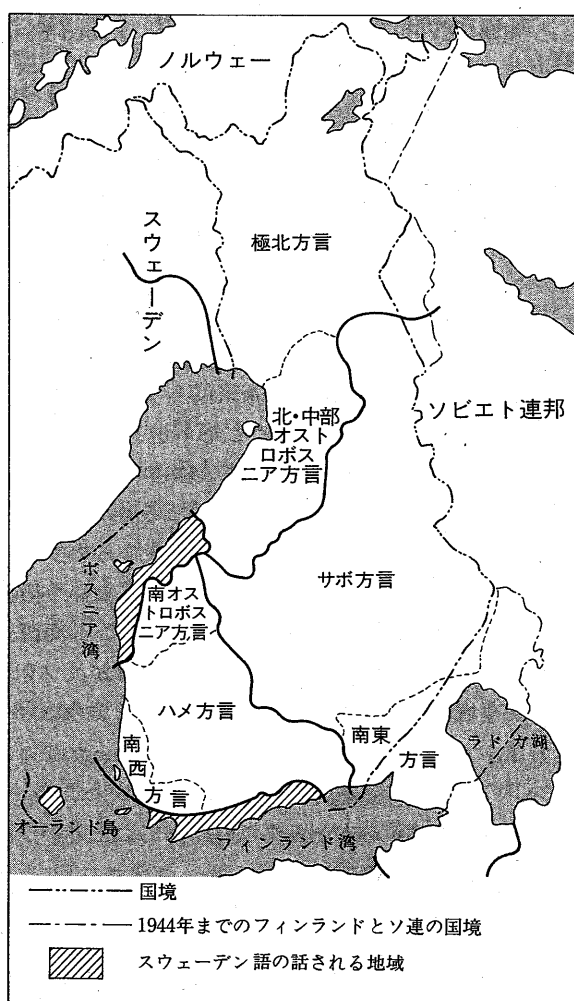 ノルウェー
スウェーデン
極北方言
ソビエト連邦
北・中部
オスト
ロボス
ニア方言
ボスニア湾
サボ方言
南オス
トロボス
ニア方言
ハメ方言
南西
方言
南東
方言
ラドガ湖
オーランド島
フィンランド湾
国境
1944年までのフィンランドとソ連の国境
スウェーデン語の話される地域